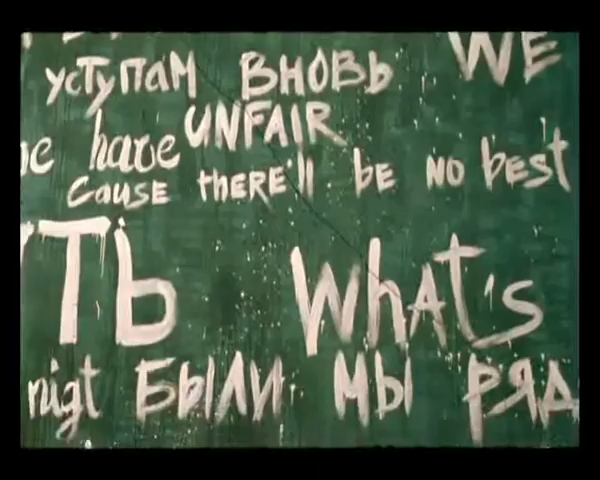 WE
уступам ВНОВЬ
have UNFAIR
Cause there'll be NO best
ТЬ What's
nigt БЫЛИ МЫ РЯД